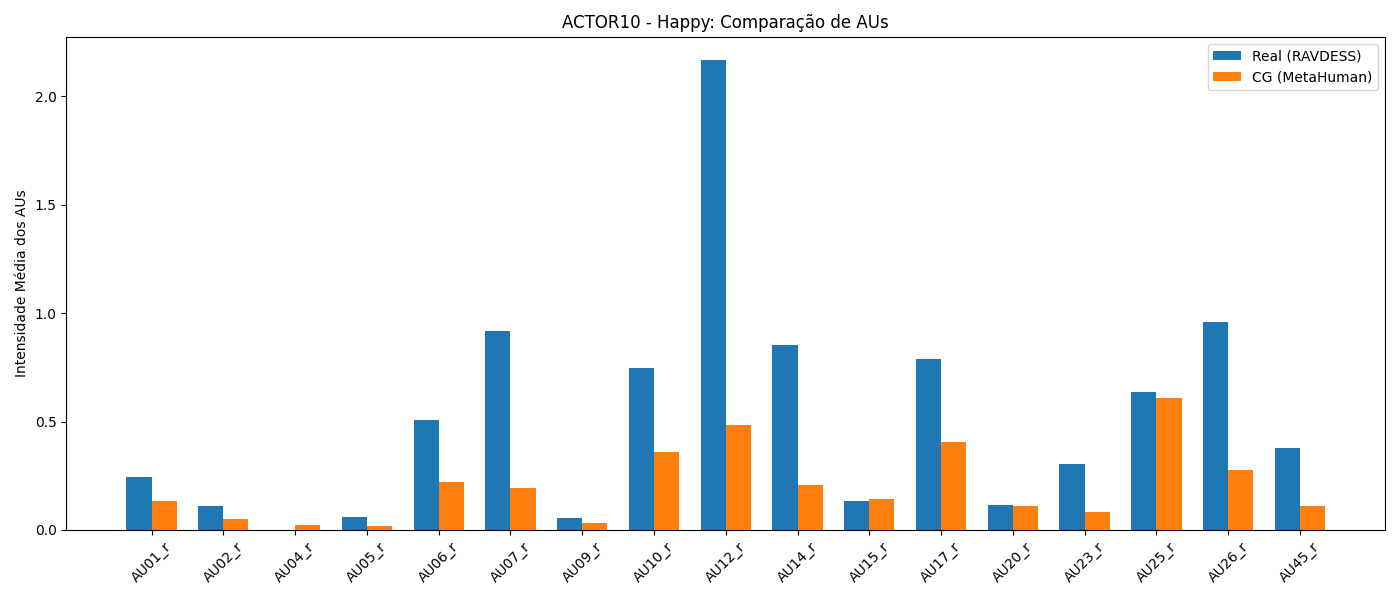 ACTOR10 - Happy: Comparação de AUs
Real (RAVDESS)
CG (MetaHuman)
Intensidade Média dos AUs
2.0
1.5
1.0
0.5
0.0
AU01_r
AU02_r
AU04_r
AU05_r
AU06_r
AU07_r
AU09_r
AU10_r
AU12_r
AU14_r
AU15_r
AU17_r
AU20_r
AU23_r
AU25_r
AU26_r
AU45_r